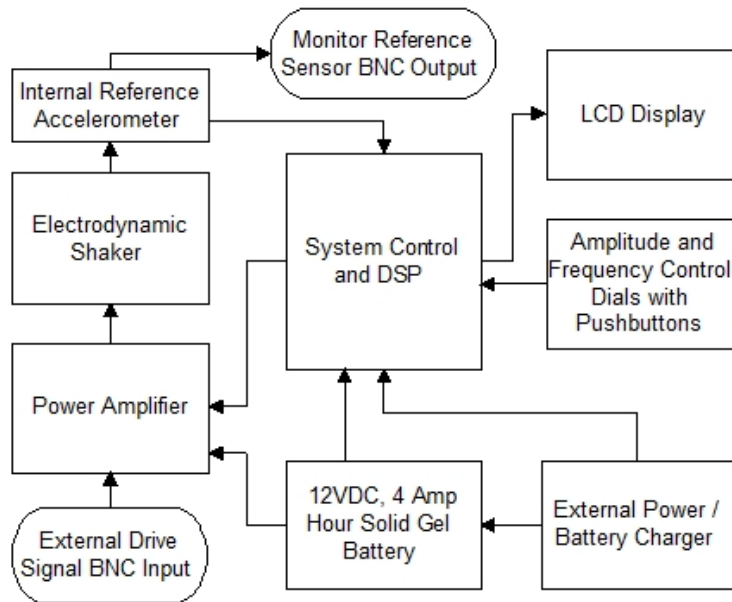 Monitor Reference
Sensor BNC Output
Internal Reference
Accelerometer
LCD Display
Electrodynamic
Shaker
System Control
and DSP
Amplitude and
Frequency Control
Dials with
Pushbuttons
Power Amplifier
12VDC, 4 Amp
Hour Solid Gel
Battery
External Power /
Battery Charger
External Drive
Signal BNC Input